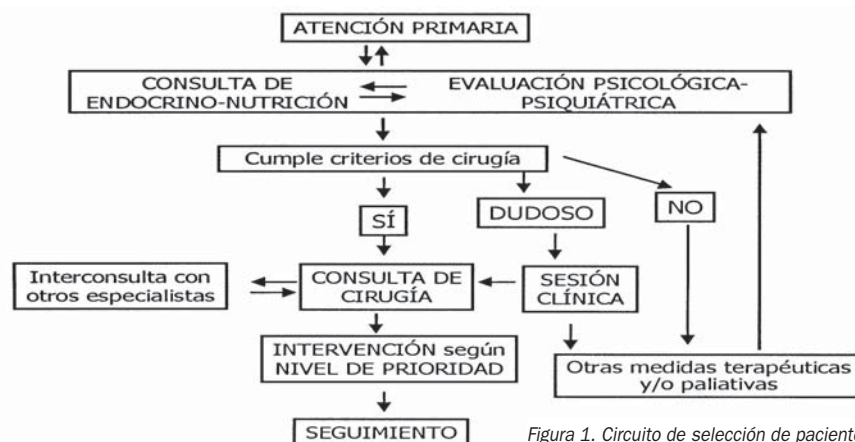 ATENCIÓN PRIMARIA
CONSULTA DE
ENDOCRINO-NUTRICIÓN
EVALUACIÓN PSICOLÓGICA-
PSIQUIÁTRICA
Cumple criterios de cirugía
SÍ
DUDOSO
NO
Interconsulta con
otros especialistas
CONSULTA DE
CIRUGÍA
SESIÓN
CLÍNICA
INTERVENCIÓN según
NIVEL DE PRIORIDAD
Otras medidas terapéuticas
y/o paliativas
SEGUIMIENTO
Figura 1. Circuito de selección de paciente